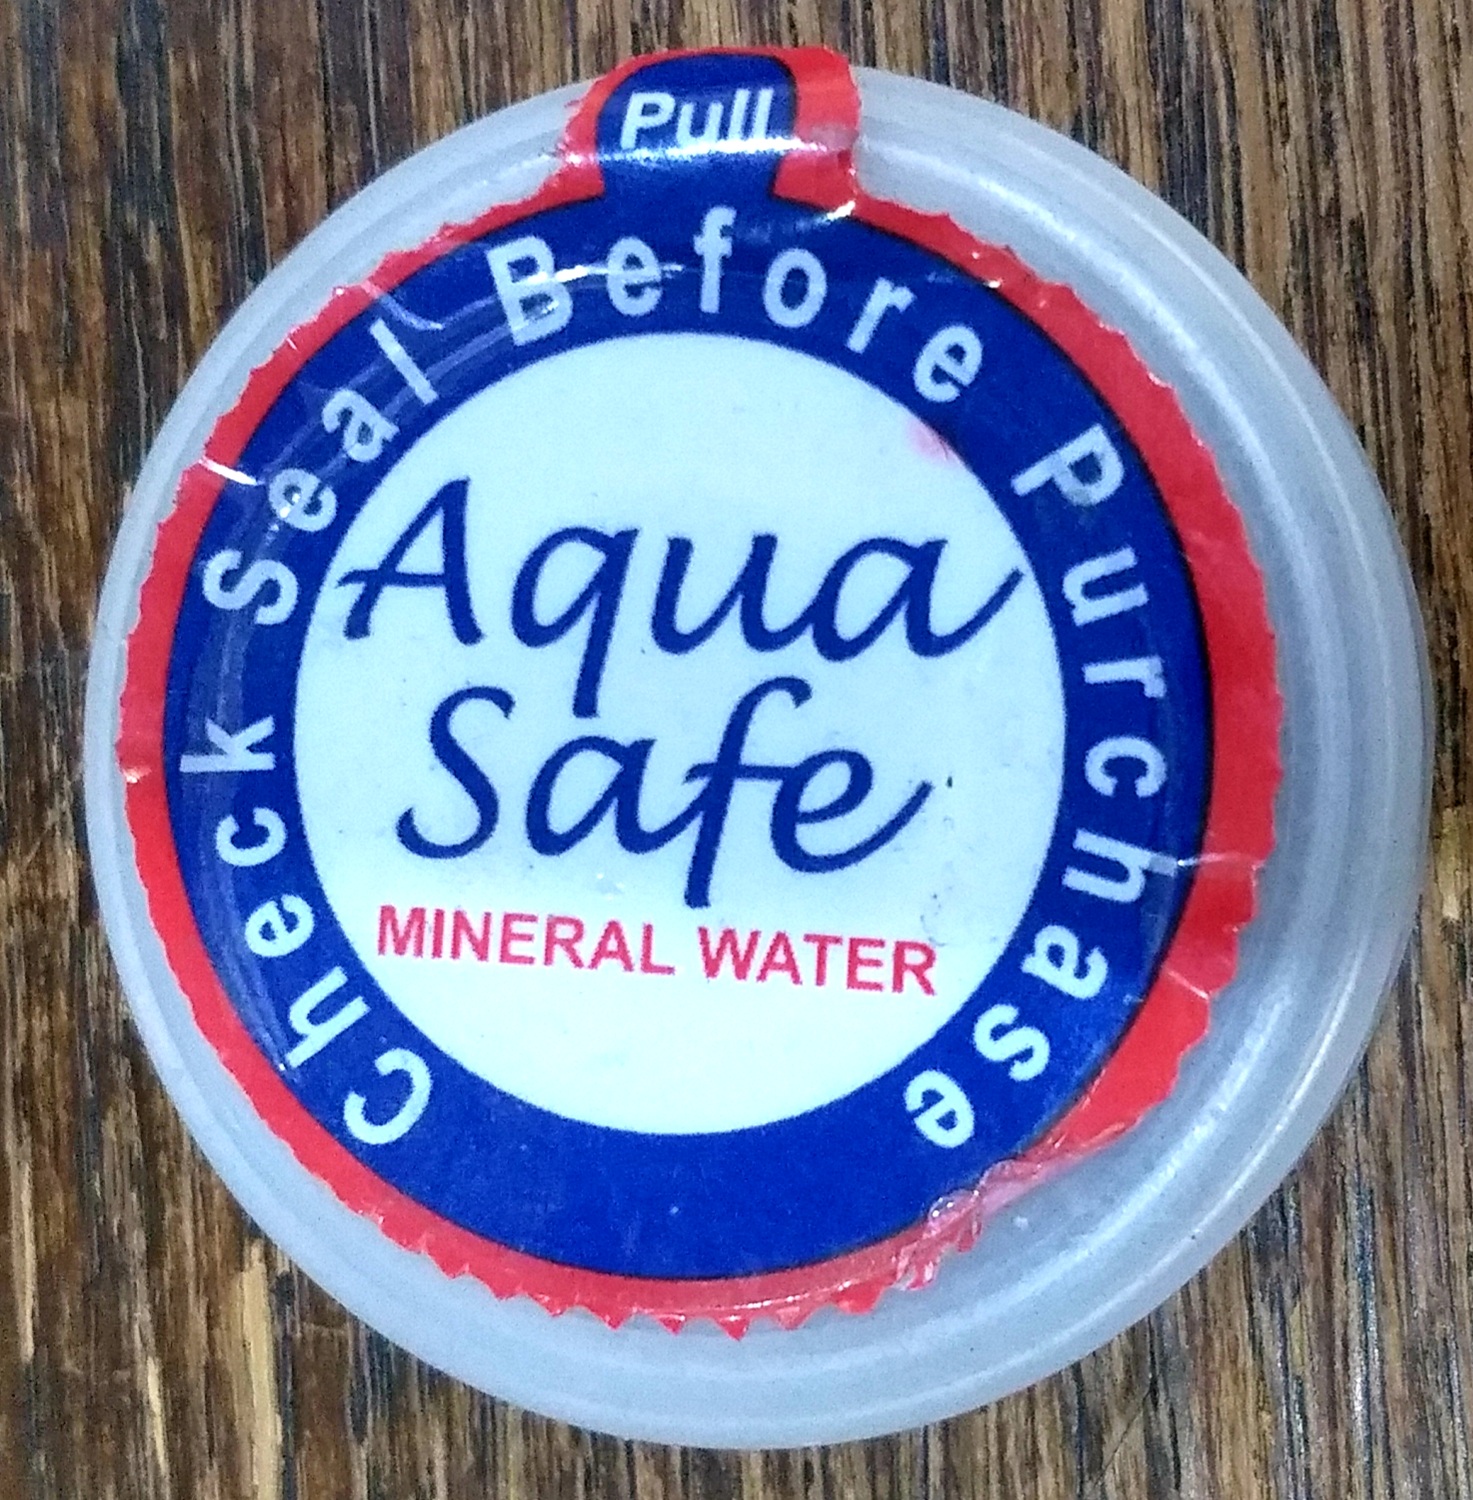 Pull
Check Seal Before Purchase
Aqua
Safe
MINERAL WATER